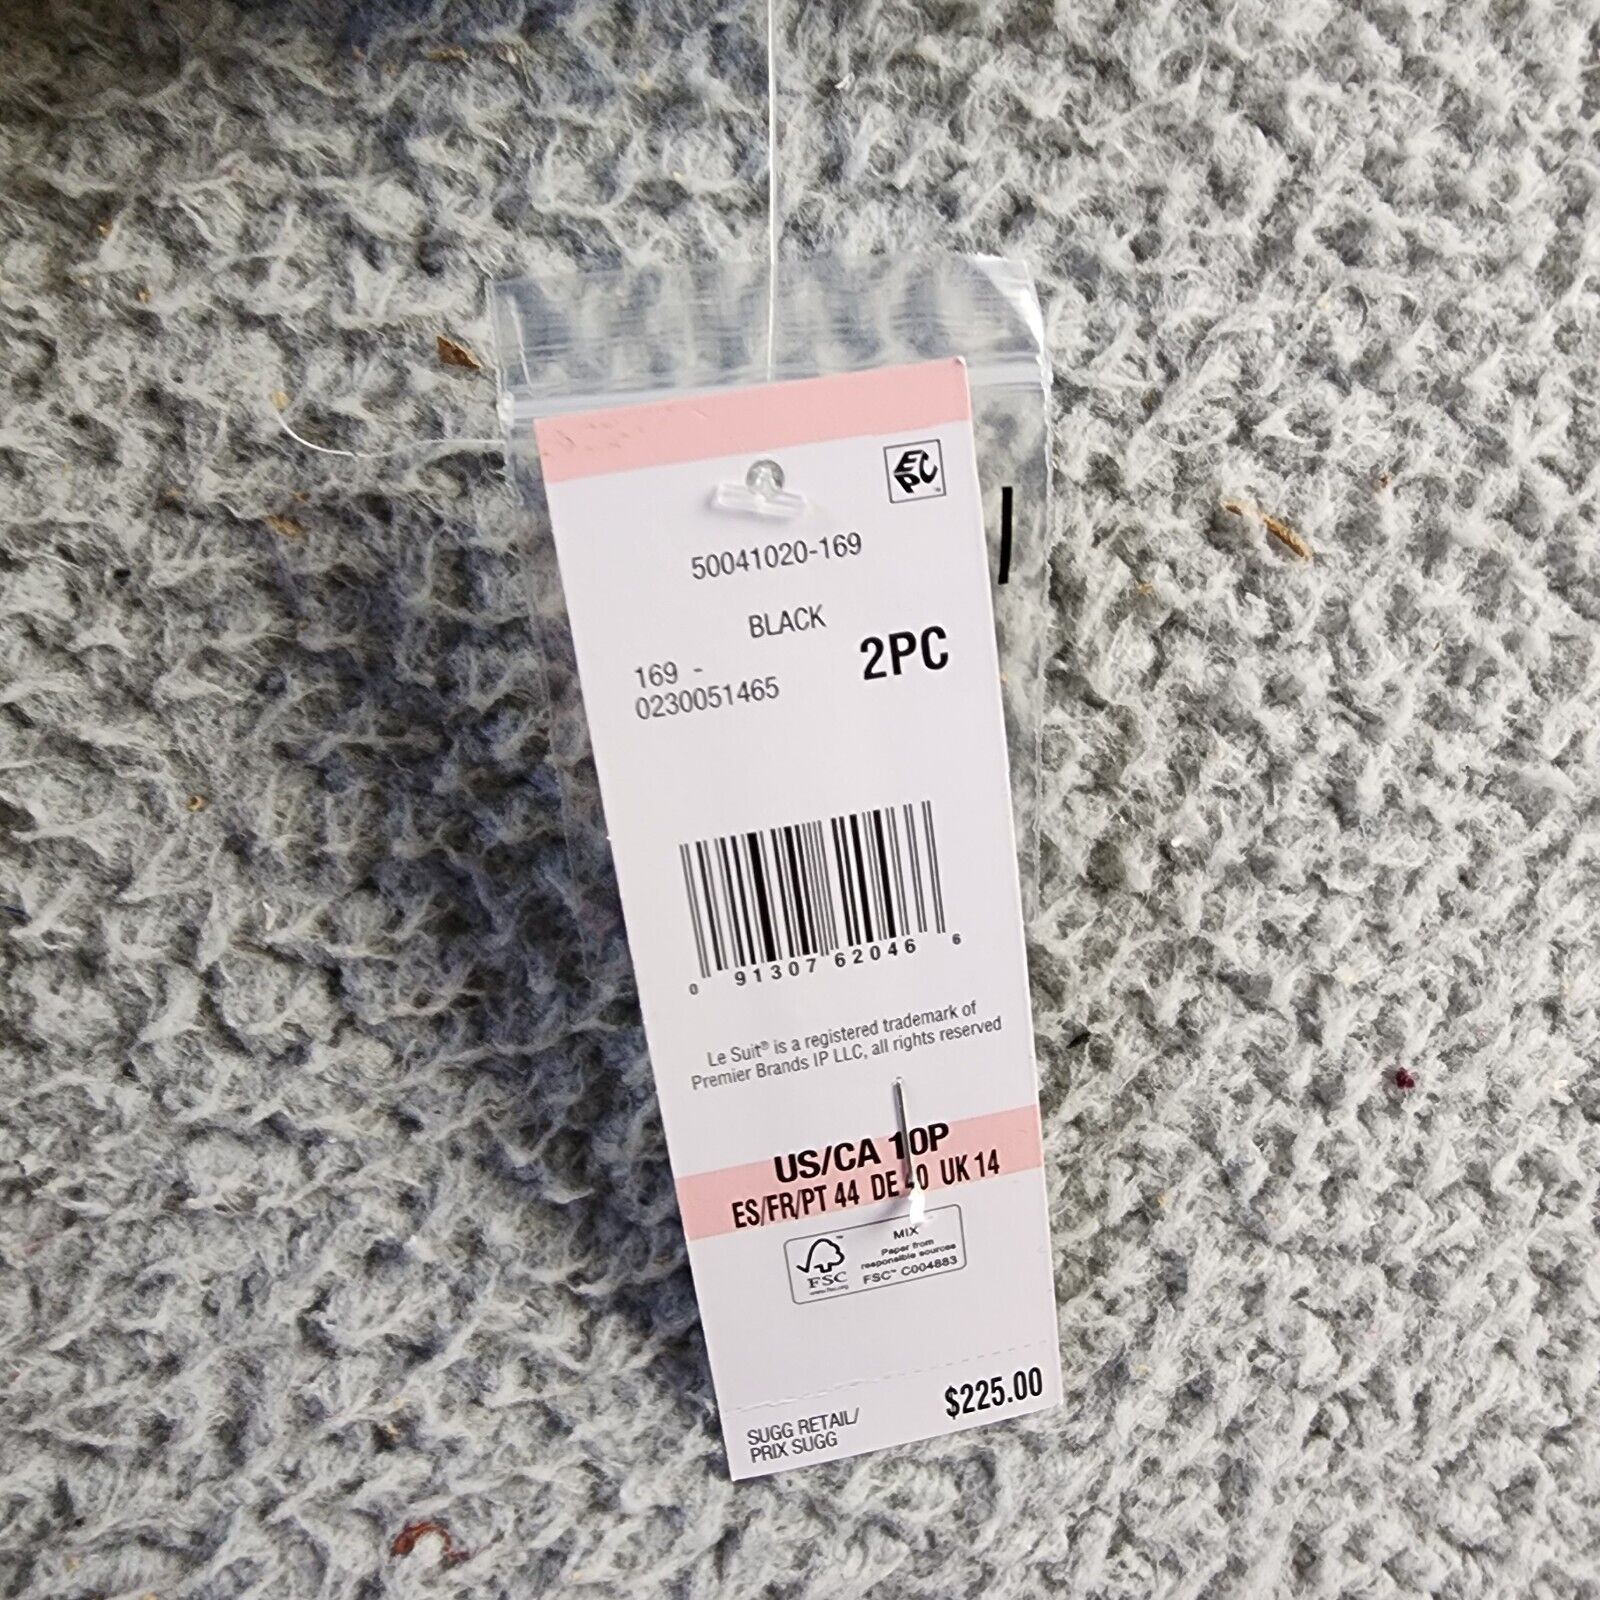 EPC
50041020-169
BLACK
2PC
169 -
0230051465
0 91307 62046 6
Le Suit® is a registered trademark of
Premier Brands IP LLC, all rights reserved
US/CA 10P
ES/FR/PT 44 DE 40 UK 14
FSC™
www.fsc.org
MIX
Paper from
responsible sources
FSC™ C004883
$225.00
SUGG RETAIL/
PRIX SUGG